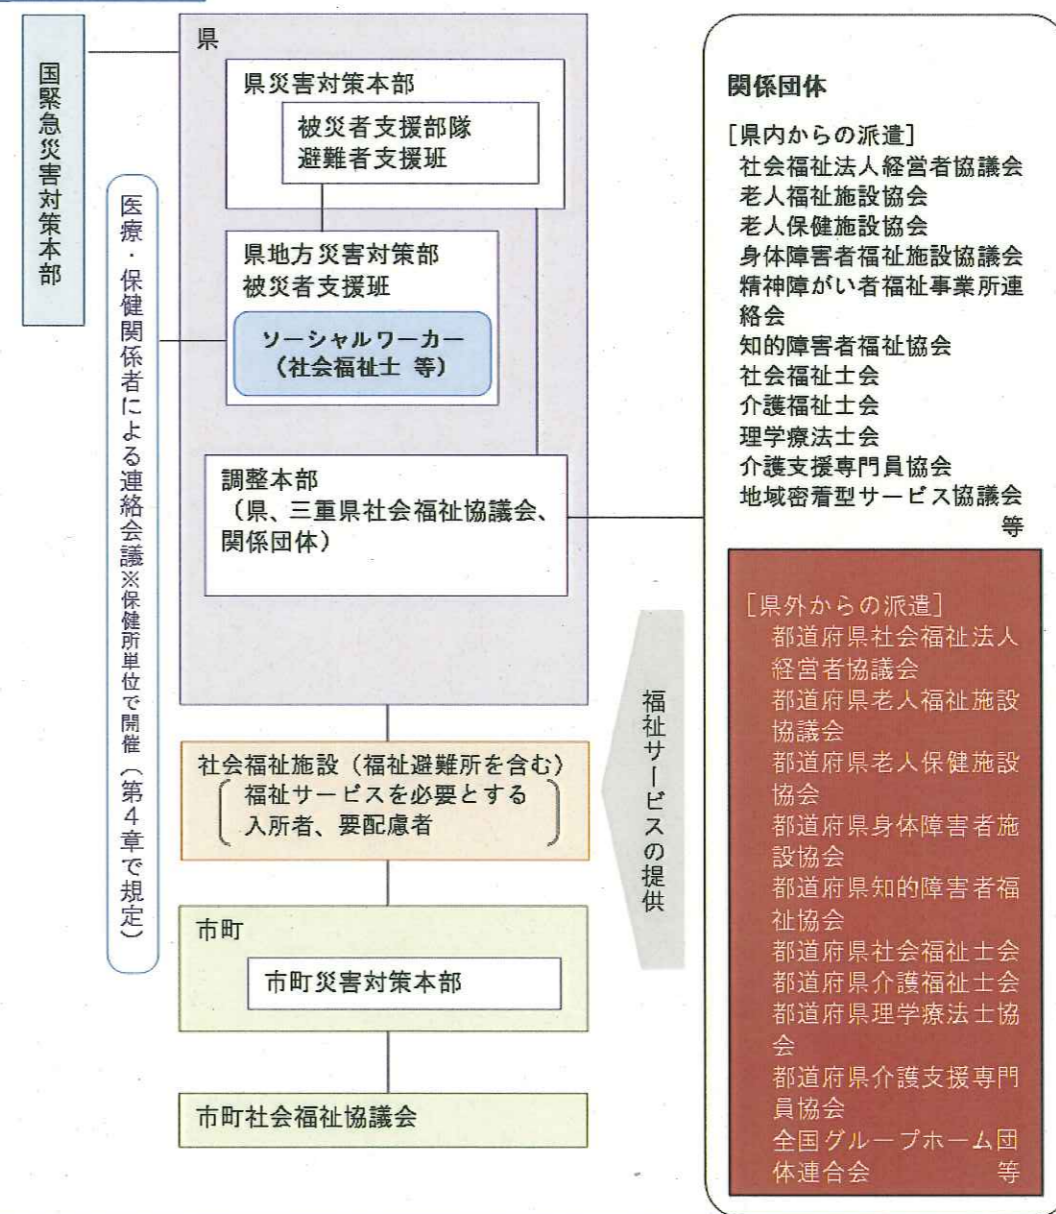 国緊急災害対策本部
医療・保健関係者による連絡会議※保健所単位で開催（第4章で規定）
県
県災害対策本部
被災者支援部隊
避難者支援班
県地方災害対策部
被災者支援班
ソーシャルワーカー
（社会福祉士 等）
調整本部
（県、三重県社会福祉協議会、
関係団体）
社会福祉施設（福祉避難所を含む）
福祉サービスを必要とする
入所者、要配慮者
市町
市町災害対策本部
市町社会福祉協議会
福祉サービスの提供
関係団体
［県内からの派遣］
社会福祉法人経営者協議会
老人福祉施設協会
老人保健施設協会
身体障害者福祉施設協議会
精神障がい者福祉事業所連
絡会
知的障害者福祉協会
社会福祉士会
介護福祉士会
理学療法士会
介護支援専門員協会
地域密着型サービス協議会
等
［県外からの派遣］
都道府県社会福祉法人
経営者協議会
都道府県老人福祉施設
協議会
都道府県老人保健施設
協会
都道府県身体障害者施
設協会
都道府県知的障害者福
祉協会
都道府県社会福祉士会
都道府県介護福祉士会
都道府県理学療法士協
会
都道府県介護支援専門
員協会
全国グループホーム団
体連合会 等